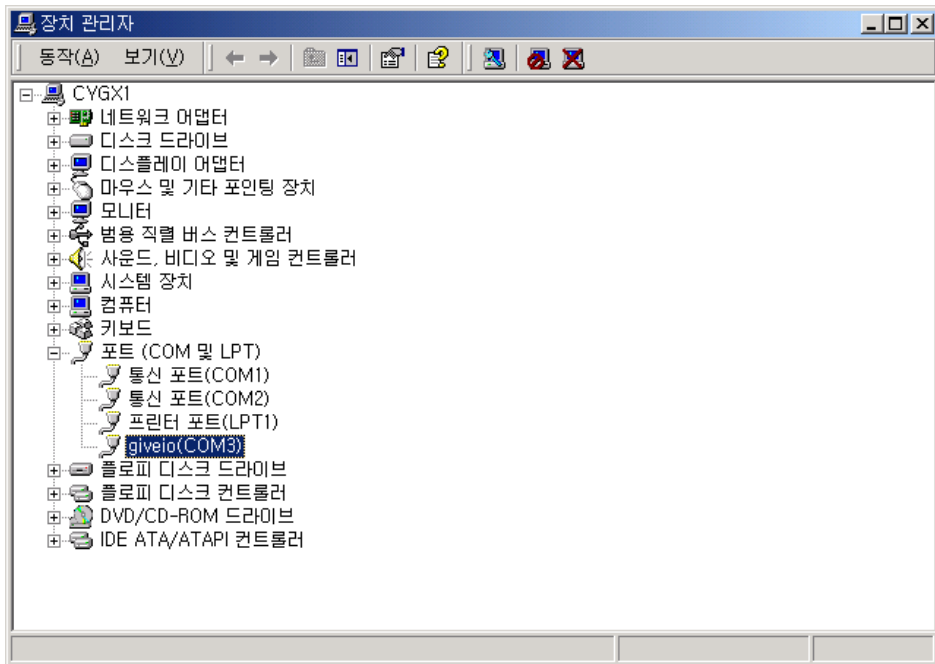 장치 관리자
동작(A) 보기(V)
CYGX1
네트워크 어댑터
디스크 드라이브
디스플레이 어댑터
마우스 및 기타 포인팅 장치
모니터
범용 직렬 버스 컨트롤러
사운드, 비디오 및 게임 컨트롤러
시스템 장치
컴퓨터
키보드
포트 (COM 및 LPT)
통신 포트(COM1)
통신 포트(COM2)
프린터 포트(LPT1)
giveio(COM3)
플로피 디스크 드라이브
플로피 디스크 컨트롤러
DVD/CD-ROM 드라이브
IDE ATA/ATAPI 컨트롤러